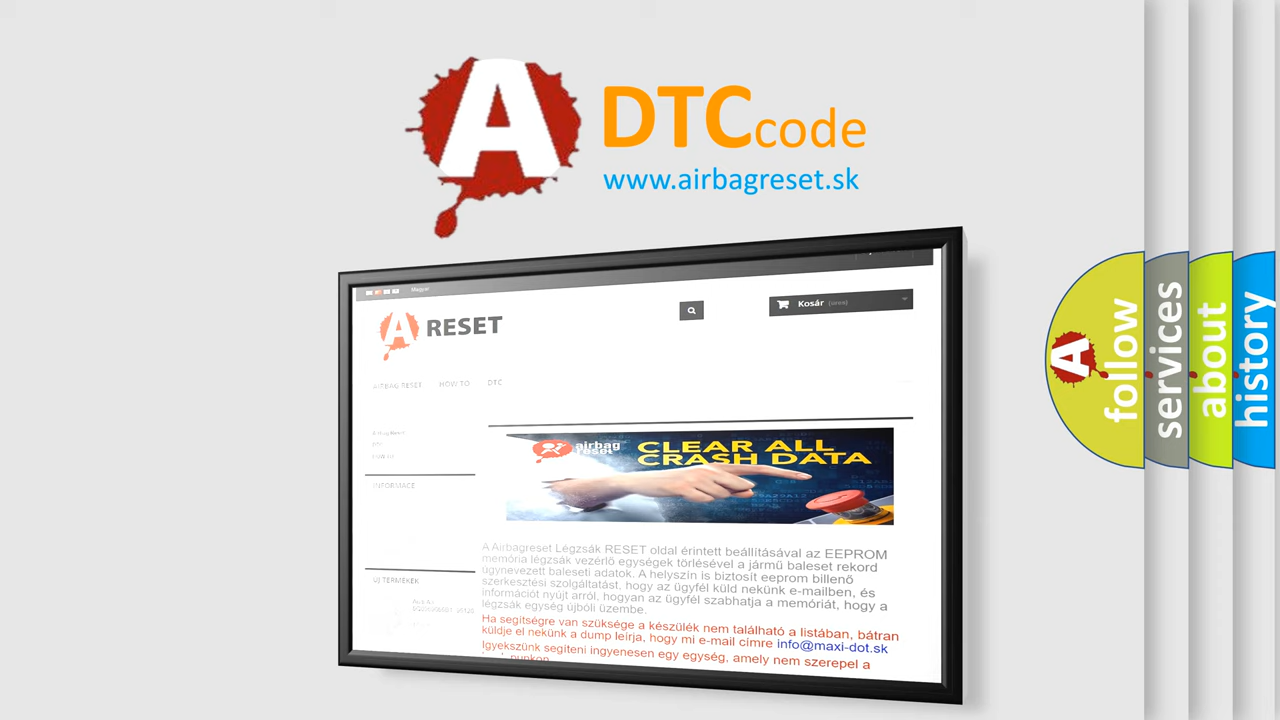 A
DTC code
www.airbagreset.sk
Magyar
A RESET
Kosár (üres)
AIRBAG RESET HOW TO DTC
INFORMACE
ÚJ TERMÉKEK
airbag
reset
CLEAR ALL
CRASH DATA
A Airbagreset Légzsák RESET oldal érintett beállításával az EEPROM
memória légzsák vezérlő egységek törlésével a jármű baleset rekord
úgynevezett baleseti adatok. A helyszín is biztosít eeprom billenő
szerkesztési szolgáltatást, hogy az ügyfél küld nekünk e-mailben, és
információt nyújt arról, hogyan az ügyfél szabhatja a memóriát, hogy a
légzsák egység újbóli üzembe.
Ha segítségre van szüksége a készülék nem található a listában, bátran
küldje el nekünk a dump leírja, hogy mi e-mail címre info@maxi-dot.sk
Igyekszünk segíteni ingyenesen egy egység, amely nem szerepel a
A
follow
services
about
history